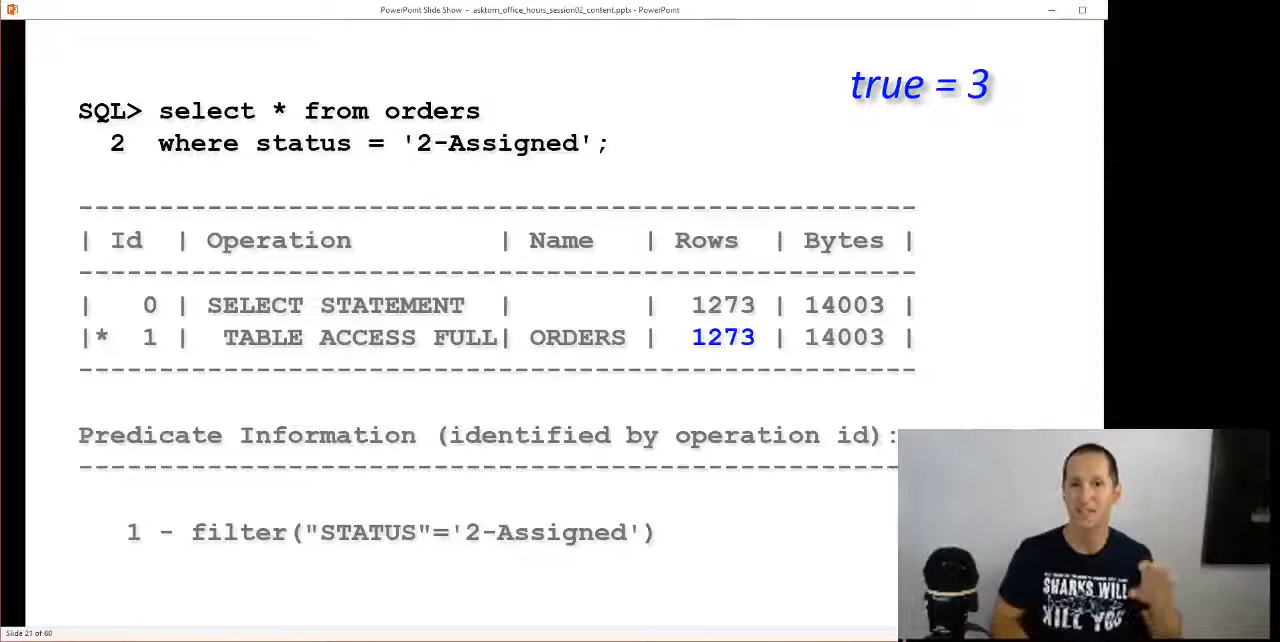 PowerPoint Slide Show - asktom_office_hours_session02_content.pptx - PowerPoint
true = 3
SQL> select * from orders
2 where status = '2-Assigned';
---------------------------------------------------
| Id | Operation | Name | Rows | Bytes |
---------------------------------------------------
| 0 | SELECT STATEMENT | | 1273 | 14003 |
|* 1 | TABLE ACCESS FULL| ORDERS | 1273 | 14003 |
---------------------------------------------------
Predicate Information (identified by operation id):
---------------------------------------------------
1 - filter("STATUS"='2-Assigned')
SHARKS WILL
KILL YOU
Slide 21 of 60